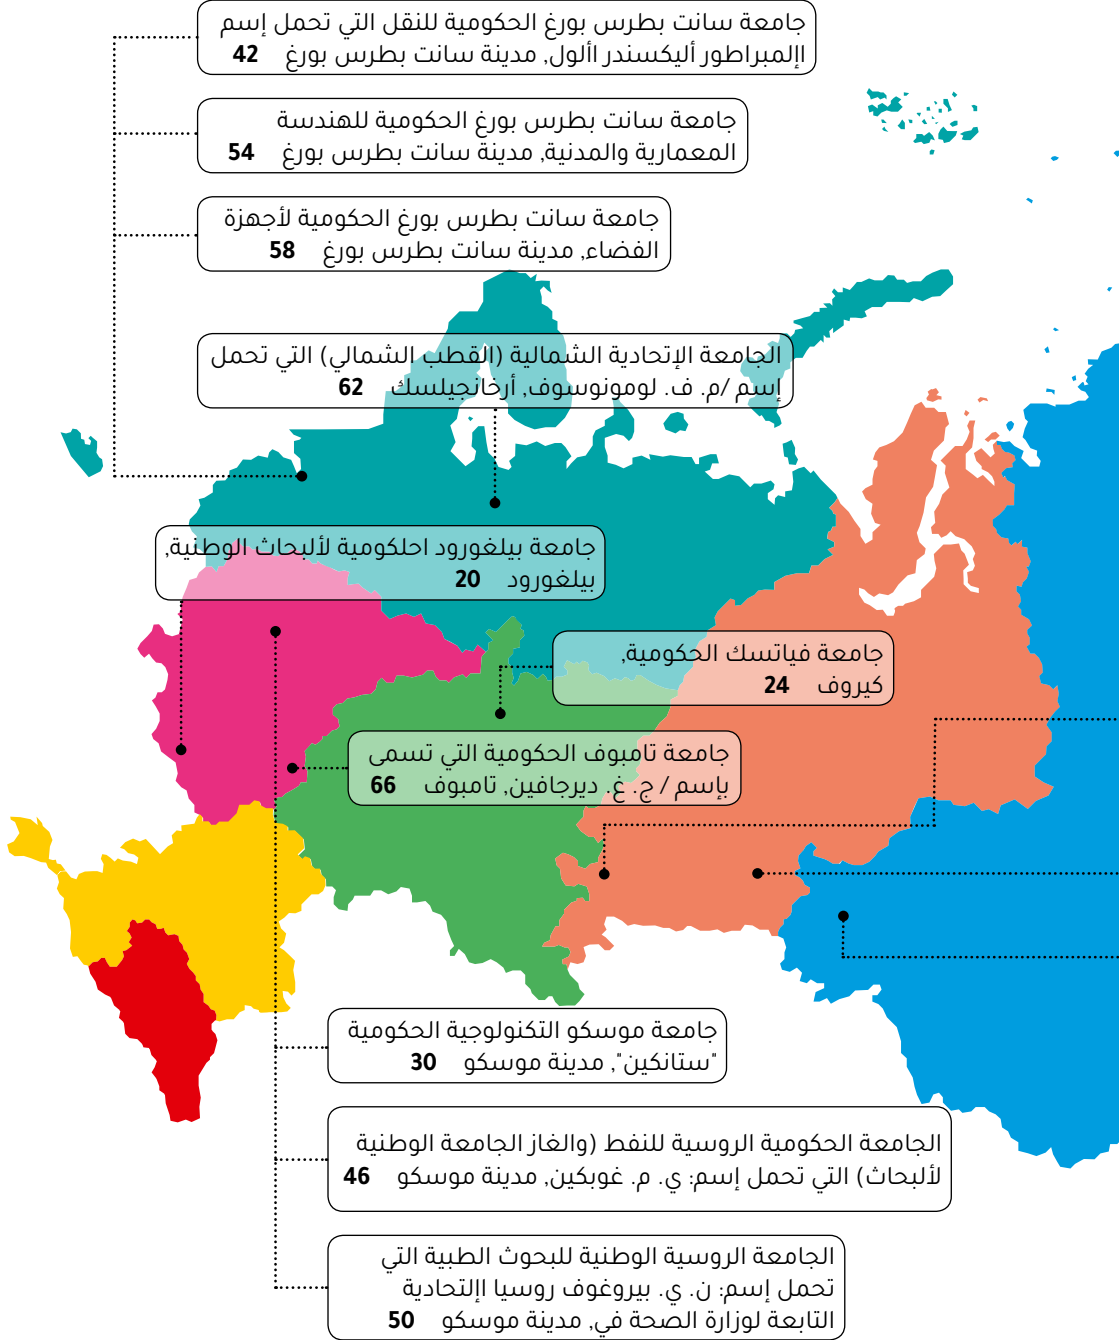 جامعة سانت بطرس بورغ الحكومية للنقل التي تحمل إسم
اإلمبراطور أليكسندر األول, مدينة سانت بطرس بورغ 42
جامعة سانت بطرس بورغ الحكومية للهندسة
المعمارية والمدنية, مدينة سانت بطرس بورغ 54
جامعة سانت بطرس بورغ الحكومية لأجهزة
الفضاء, مدينة سانت بطرس بورغ 58
الجامعة الإتحادية الشمالية (القطب الشمالي) التي تحمل
إسم /م. ف. لومونوسوف, أرخانجيلسك 62
جامعة بيلغورود احلكومية لألبحاث الوطنية,
بيلغورود 20
جامعة فياتسك الحكومية,
كيروف 24
جامعة تامبوف الحكومية التي تسمى
بإسم / ج. غ. ديرجافين, تامبوف 66
جامعة موسكو التكنولوجية الحكومية
"ستانكين", مدينة موسكو 30
الجامعة الحكومية الروسية للنفط (والغاز الجامعة الوطنية
لألبحاث) التي تحمل إسم: ي. م. غوبكين, مدينة موسكو 46
الجامعة الروسية الوطنية للبحوث الطبية التي
تحمل إسم: ن. ي. بيروغوف روسيا اإلتحادية
التابعة لوزارة الصحة في, مدينة موسكو 50